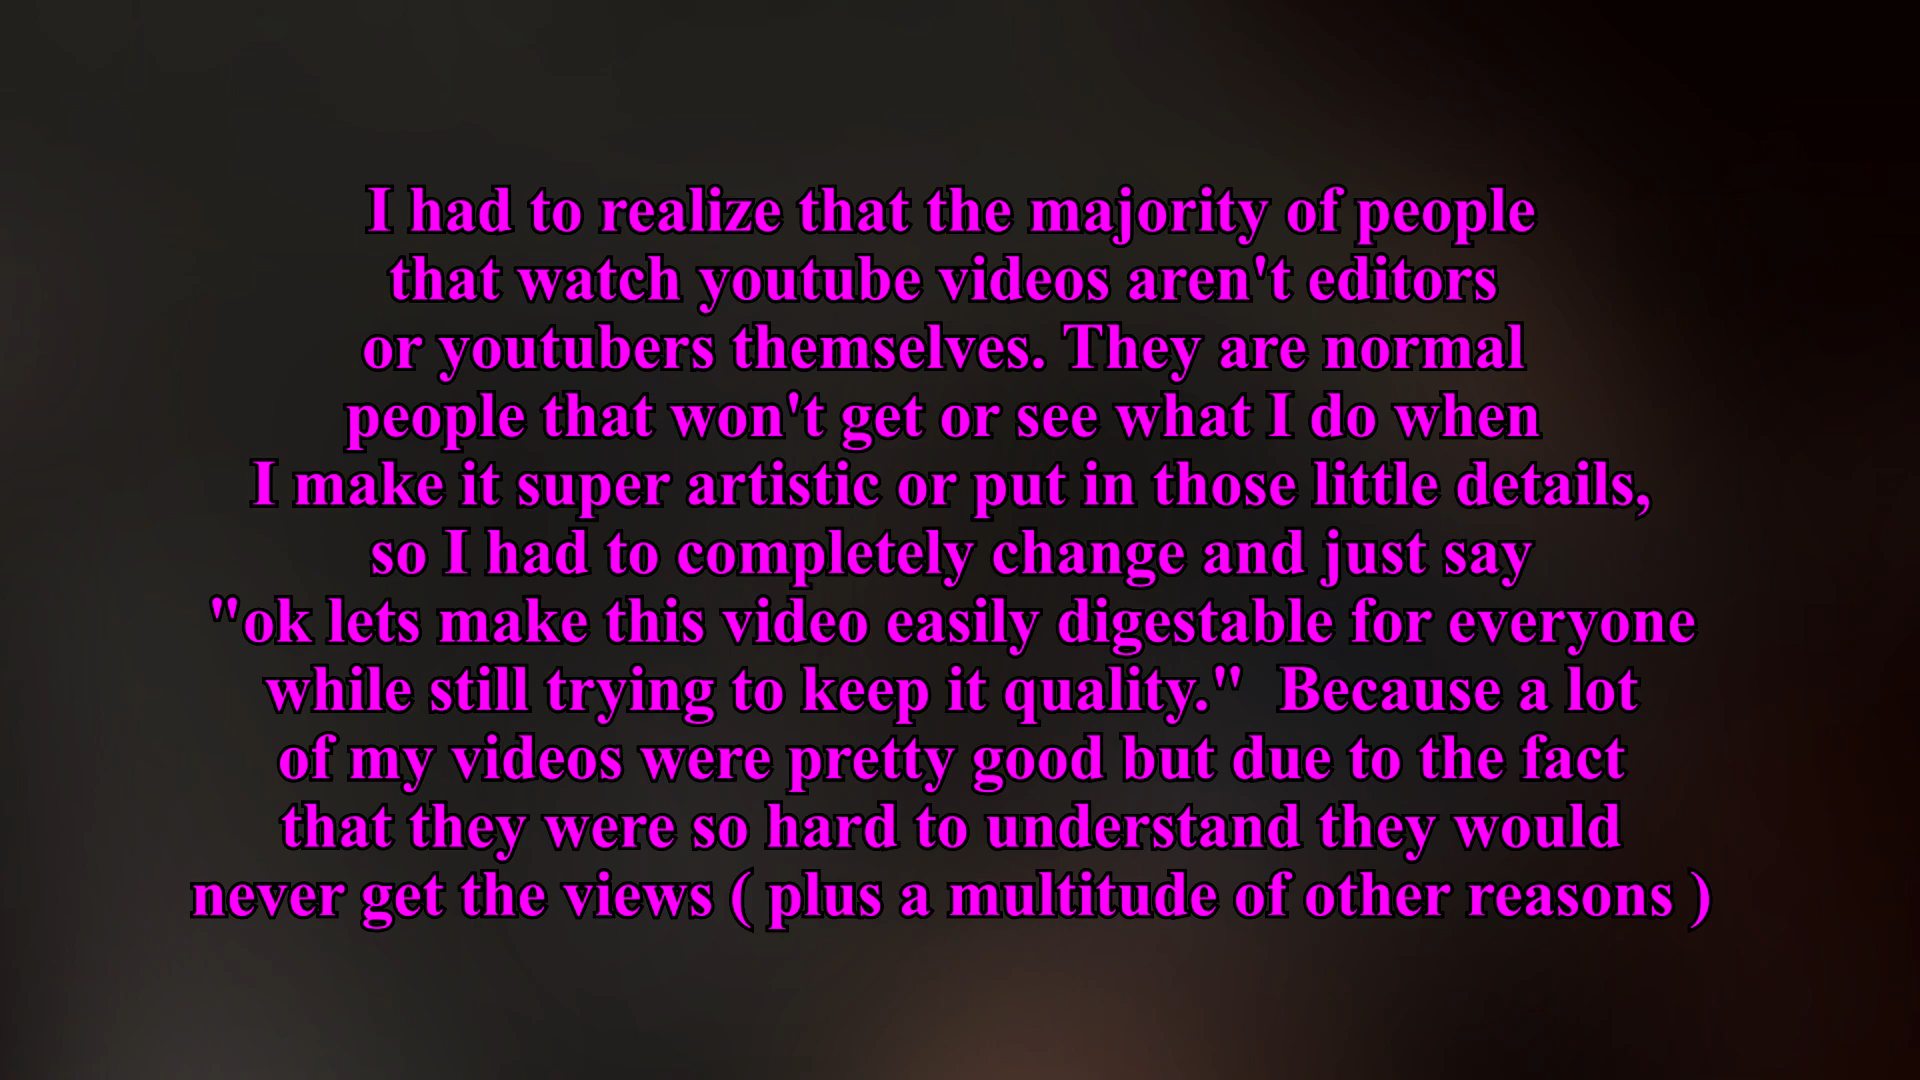 I had to realize that the majority of people
that watch youtube videos aren't editors
or youtubers themselves. They are normal
people that won't get or see what I do when
I make it super artistic or put in those little details,
so I had to completely change and just say
"ok lets make this video easily digestable for everyone
while still trying to keep it quality."  Because a lot
of my videos were pretty good but due to the fact
that they were so hard to understand they would
never get the views ( plus a multitude of other reasons )